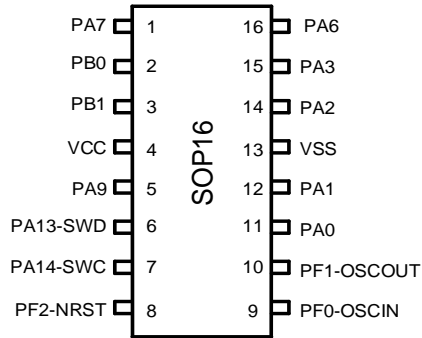 PA7 1 16 PA6
PB0 2 15 PA3
PB1 3 14 PA2
VCC 4 13 VSS
PA9 5 12 PA1
PA13-SWD 6 11 PA0
PA14-SWC 7 10 PF1-OSCOUT
PF2-NRST 8 9 PF0-OSCIN
SOP16